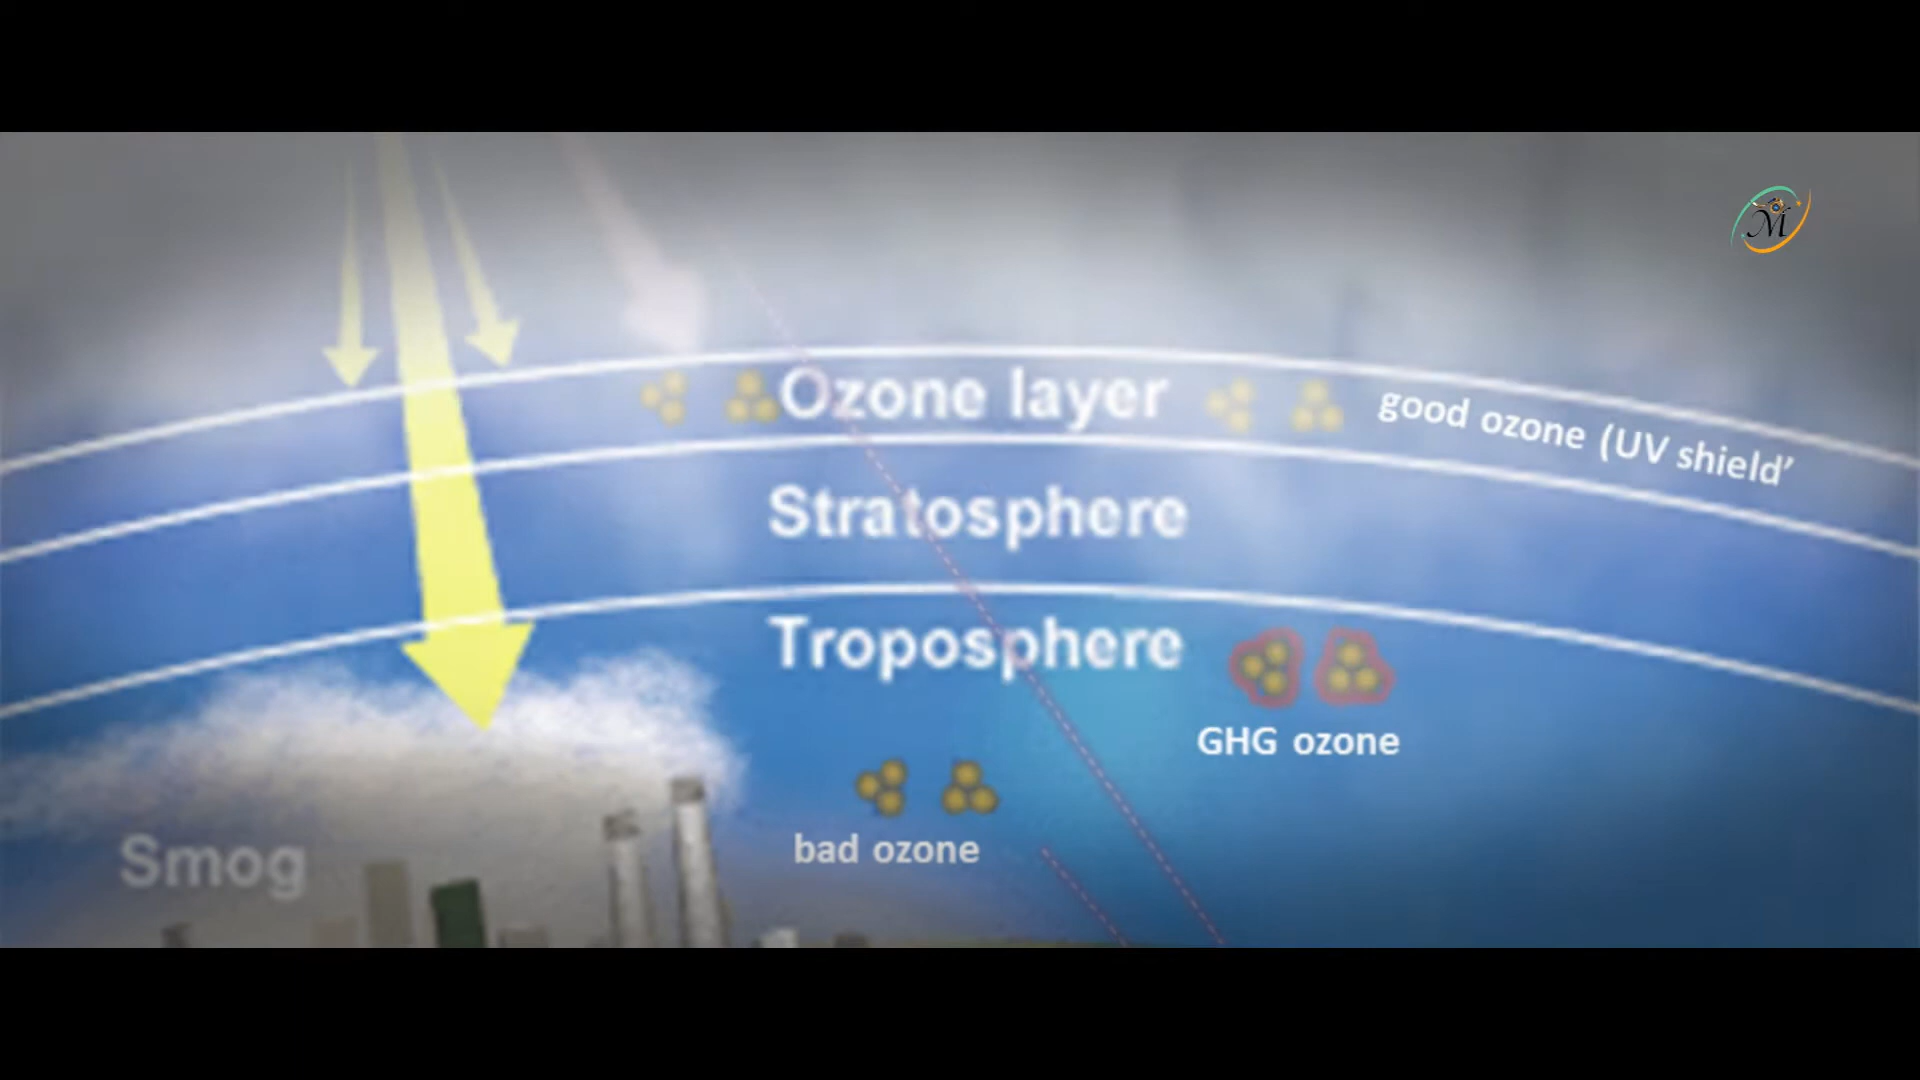 Ozone layer
good ozone (UV shield’
Stratosphere
Troposphere
GHG ozone
bad ozone
Smog
M